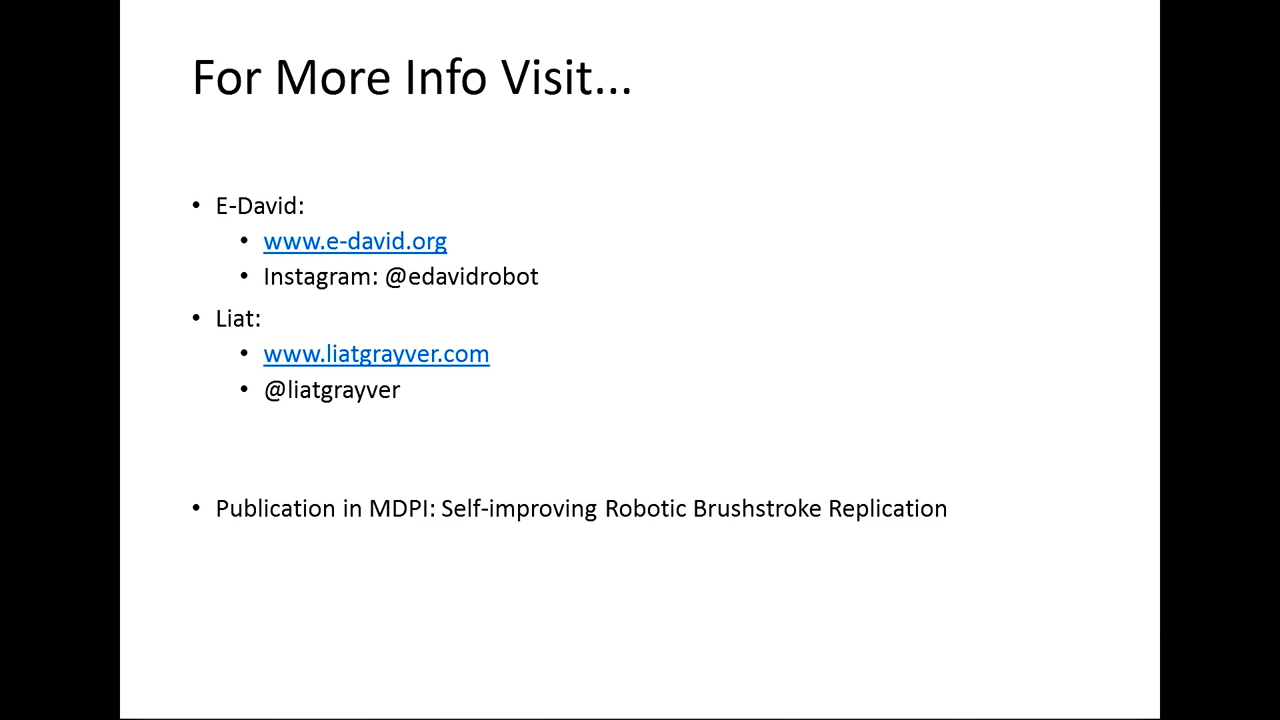 For More Info Visit...
• E-David:
• www.e-david.org
• Instagram: @edavidrobot
• Liat:
• www.liatgrayver.com
• @liatgrayver
• Publication in MDPI: Self-improving Robotic Brushstroke Replication